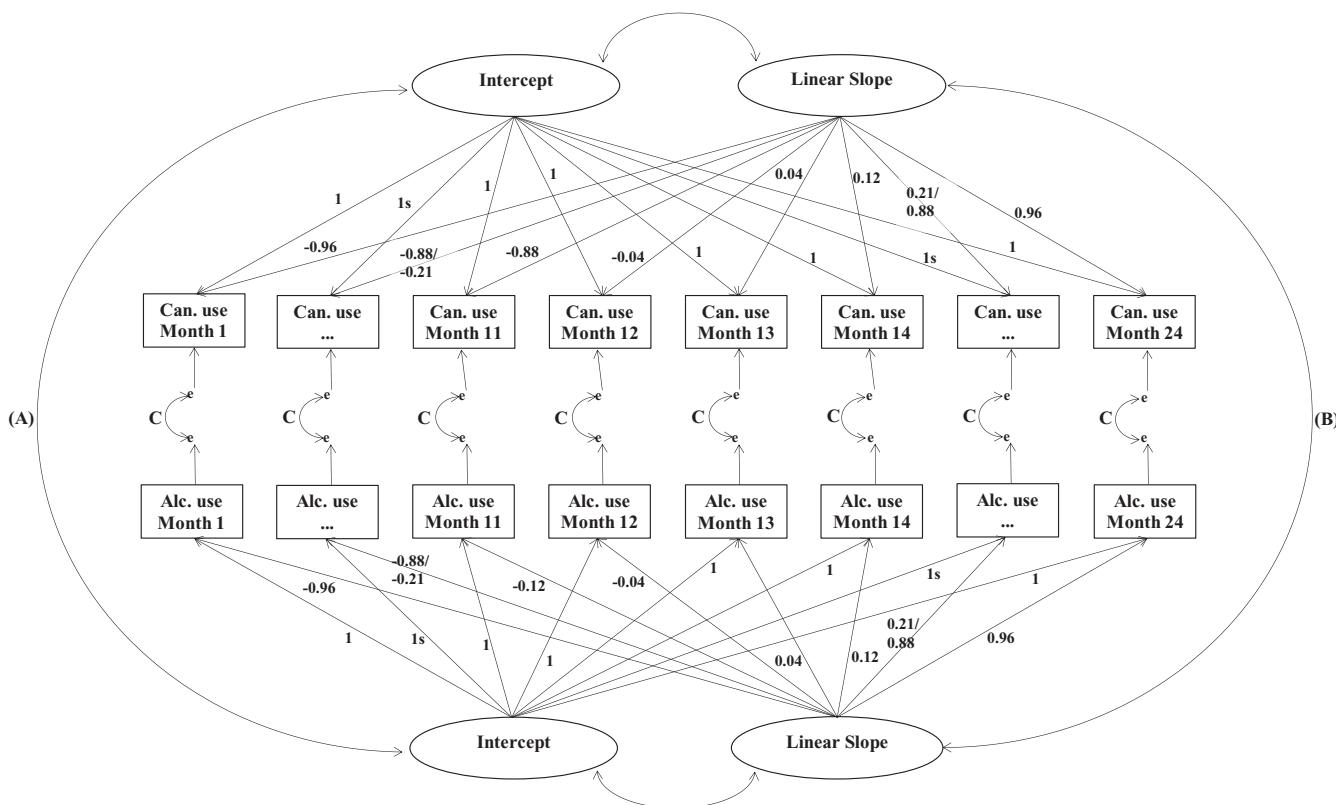 Intercept
Linear Slope
1
1s
1
1
0.04
0.12
0.21/
0.88
0.96
-0.96
-0.88/
-0.21
-0.88
-0.04
1
1
1s
1
Can. use
Month 1
Can. use
...
Can. use
Month 11
Can. use
Month 12
Can. use
Month 13
Can. use
Month 14
Can. use
...
Can. use
Month 24
e
e
e
e
e
e
e
e
(A)
C
C
C
C
C
C
C
C
(B)
e
e
e
e
e
e
e
e
Alc. use
Month 1
Alc. use
...
Alc. use
Month 11
Alc. use
Month 12
Alc. use
Month 13
Alc. use
Month 14
Alc. use
...
Alc. use
Month 24
-0.96
-0.88/
-0.21
-0.12
-0.04
1
1
1s
1
1
1s
1
1
0.04
0.12
0.21/
0.88
0.96
Intercept
Linear Slope